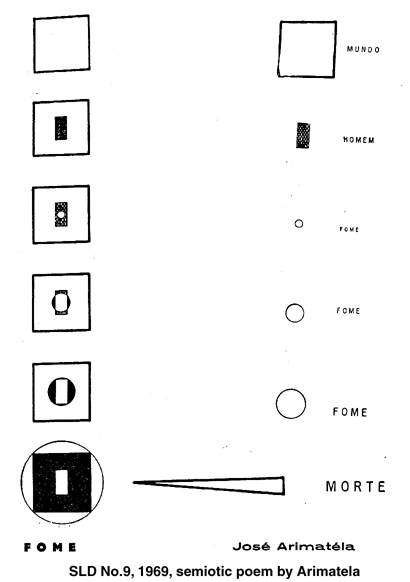 MUNDO
HOMEM
FOME
FOME
FOME
MORTE
FOME José Arimatéla
SLD No.9, 1969, semiotic poem by Arimatela